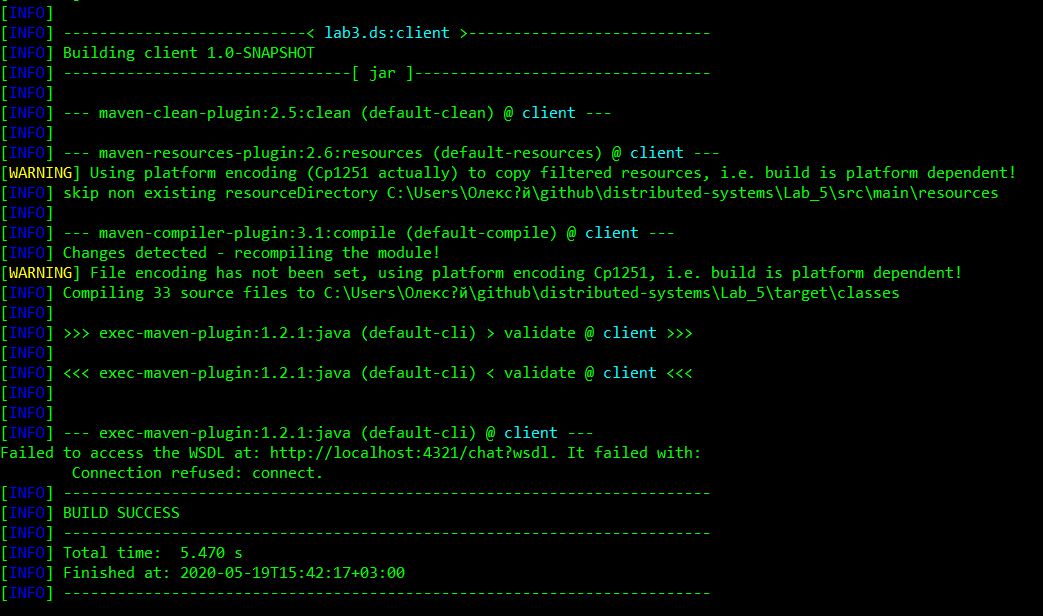 [INFO]
[INFO] ---------------------------< lab3.ds:client >---------------------------
[INFO] Building client 1.0-SNAPSHOT
[INFO] --------------------------------[ jar ]---------------------------------
[INFO]
[INFO] --- maven-clean-plugin:2.5:clean (default-clean) @ client ---
[INFO]
[INFO] --- maven-resources-plugin:2.6:resources (default-resources) @ client ---
[WARNING] Using platform encoding (Cp1251 actually) to copy filtered resources, i.e. build is platform dependent!
[INFO] skip non existing resourceDirectory C:\Users\Олекс?й\github\distributed-systems\Lab_5\src\main\resources
[INFO]
[INFO] --- maven-compiler-plugin:3.1:compile (default-compile) @ client ---
[INFO] Changes detected - recompiling the module!
[WARNING] File encoding has not been set, using platform encoding Cp1251, i.e. build is platform dependent!
[INFO] Compiling 33 source files to C:\Users\Олекс?й\github\distributed-systems\Lab_5\target\classes
[INFO]
[INFO] >>> exec-maven-plugin:1.2.1:java (default-cli) > validate @ client >>>
[INFO]
[INFO] <<< exec-maven-plugin:1.2.1:java (default-cli) < validate @ client <<<
[INFO]
[INFO]
[INFO] --- exec-maven-plugin:1.2.1:java (default-cli) @ client ---
Failed to access the WSDL at: http://localhost:4321/chat?wsdl. It failed with:
        Connection refused: connect.
[INFO] ------------------------------------------------------------------------
[INFO] BUILD SUCCESS
[INFO] ------------------------------------------------------------------------
[INFO] Total time:  5.470 s
[INFO] Finished at: 2020-05-19T15:42:17+03:00
[INFO] ------------------------------------------------------------------------